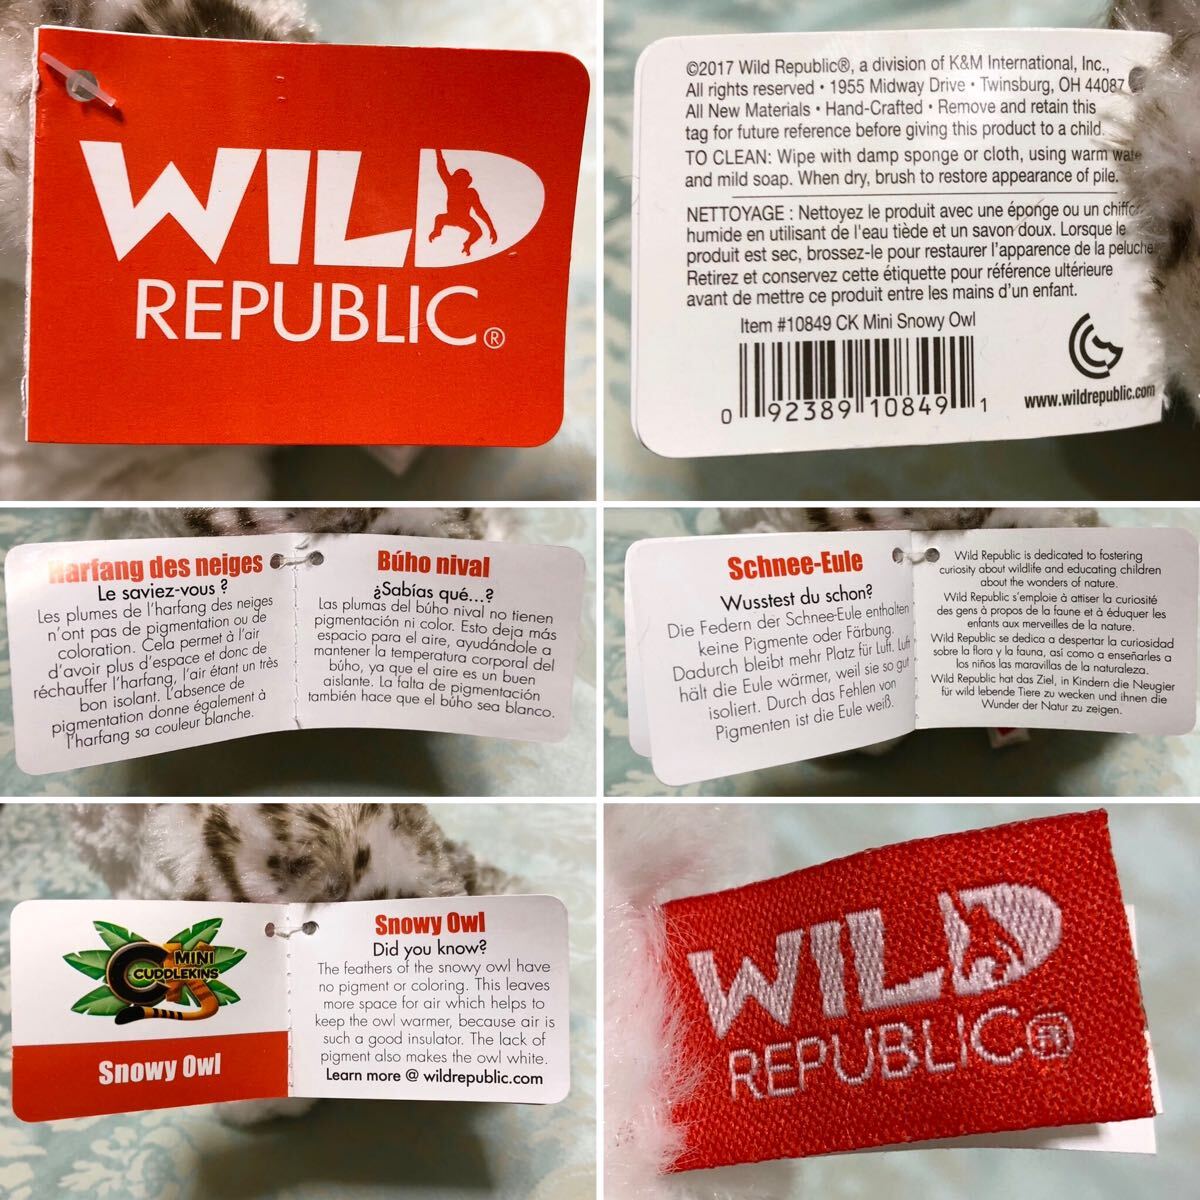 WILD
REPUBLIC®
©2017 Wild Republic®, a division of K&M International, Inc.,
All rights reserved • 1955 Midway Drive • Twinsburg, OH 44087
All New Materials • Hand-Crafted • Remove and retain this
tag for future reference before giving this product to a child.
TO CLEAN: Wipe with damp sponge or cloth, using warm wate
and mild soap. When dry, brush to restore appearance of pile.
NETTOYAGE : Nettoyez le produit avec une éponge ou un chiffo
humide en utilisant de l'eau tiède et un savon doux. Lorsque le
produit est sec, brossez-le pour restaurer l'apparence de la peluche
Retirez et conservez cette étiquette pour référence ultérieure
avant de mettre ce produit entre les mains d'un enfant.
Item #10849 CK Mini Snowy Owl
0 92389 10849 1
www.wildrepublic.com
Harfang des neiges
Le saviez-vous ?
Les plumes de l'harfang des neiges
n'ont pas de pigmentation ou de
coloration. Cela permet à l'air
d'avoir plus d'espace et donc de
réchauffer l'harfang, l'air étant un très
bon isolant. L'absence de
pigmentation donne également à
l'harfang sa couleur blanche.
Búho nival
¿Sabías qué...?
Las plumas del búho nival no tienen
pigmentación ni color. Esto deja más
espacio para el aire, ayudándole a
mantener la temperatura corporal del
búho, ya que el aire es un buen
aislante. La falta de pigmentación
también hace que el búho sea blanco.
Schnee-Eule
Wusstest du schon?
Die Federn der Schnee-Eule enthalten
keine Pigmente oder Färbung.
Dadurch bleibt mehr Platz für Luft. Luft
hält die Eule wärmer, weil sie so gut
isoliert. Durch das Fehlen von
Pigmenten ist die Eule weiß.
Wild Republic is dedicated to fostering
curiosity about wildlife and educating children
about the wonders of nature.
Wild Republic s'emploie à attiser la curiosité
des gens à propos de la faune et à éduquer les
enfants aux merveilles de la nature.
Wild Republic se dedica a despertar la curiosidad
sobre la flora y la fauna, así como a enseñarles a
los niños las maravillas de la naturaleza.
Wild Republic hat das Ziel, in Kindern die Neugier
für wild lebende Tiere zu wecken und ihnen die
Wunder der Natur zu zeigen.
CK
MINI
CUDDLEKINS
Snowy Owl
Snowy Owl
Did you know?
The feathers of the snowy owl have
no pigment or coloring. This leaves
more space for air which helps to
keep the owl warmer, because air is
such a good insulator. The lack of
pigment also makes the owl white.
Learn more @ wildrepublic.com
WILD
REPUBLIC®